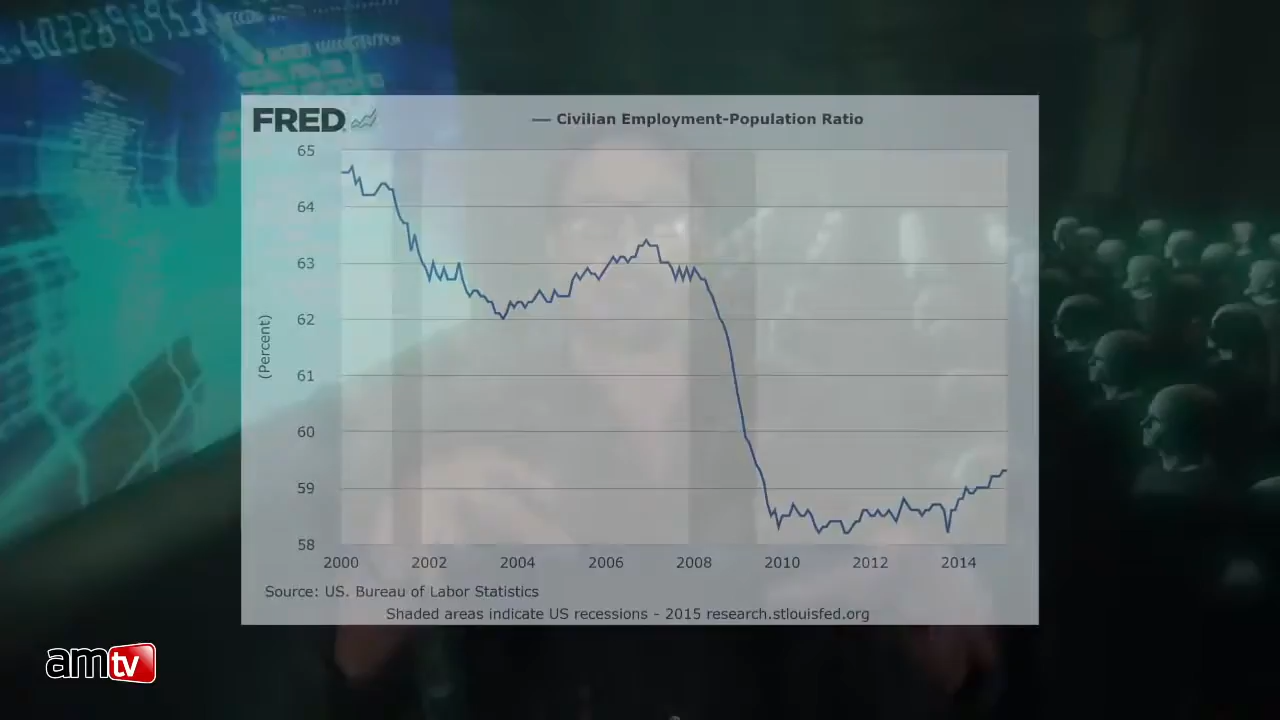 FRED
Civilian Employment-Population Ratio
65
64
63
62
61
60
59
58
(Percent)
2000 2002 2004 2006 2008 2010 2012 2014
Source: US. Bureau of Labor Statistics
Shaded areas indicate US recessions - 2015 research.stlouisfed.org
amtv